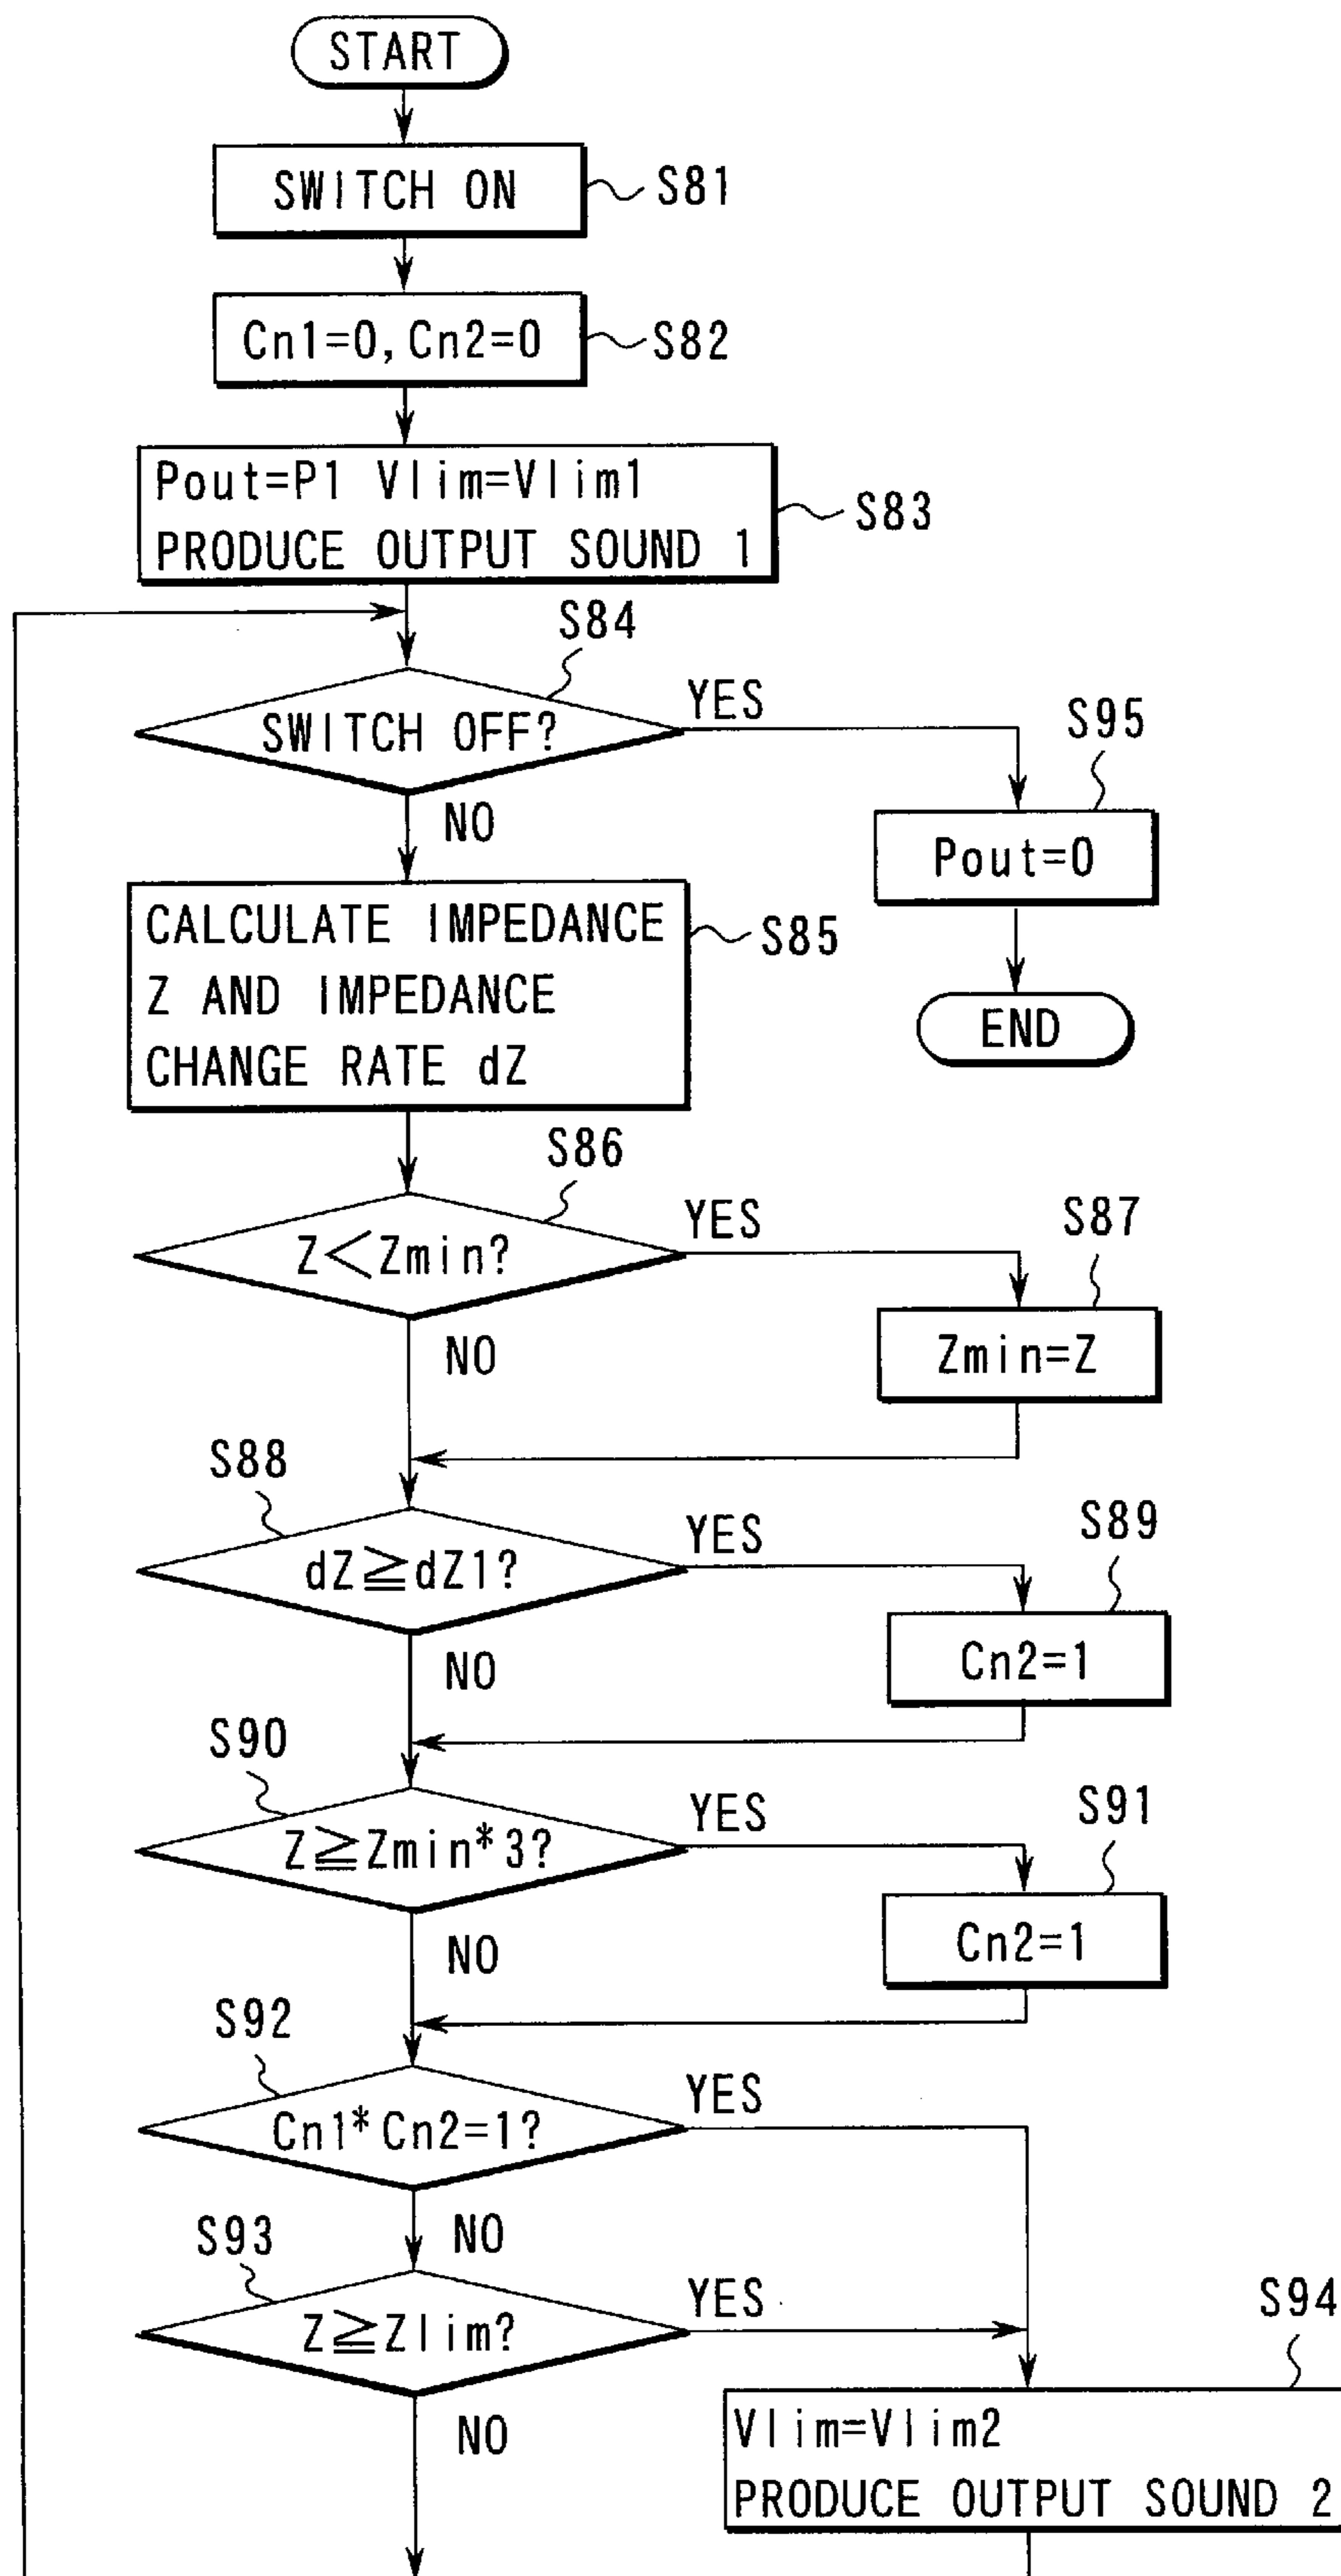 START
SWITCH ON
S81
Cn1=0,Cn2=0
S82
Pout=P1 Vlim=Vlim1
PRODUCE OUTPUT SOUND 1
S83
S84
SWITCH OFF?
YES
NO
S95
Pout=0
END
CALCULATE IMPEDANCE
Z AND IMPEDANCE
CHANGE RATE dZ
S85
S86
Z<Zmin?
YES
NO
S87
Zmin=Z
S88
dZ≧dZ1?
YES
NO
S89
Cn2=1
S90
Z≧Zmin*3?
YES
NO
S91
Cn2=1
S92
Cn1*Cn2=1?
YES
NO
S93
Z≧Zlim?
YES
NO
S94
Vlim=Vlim2
PRODUCE OUTPUT SOUND 2